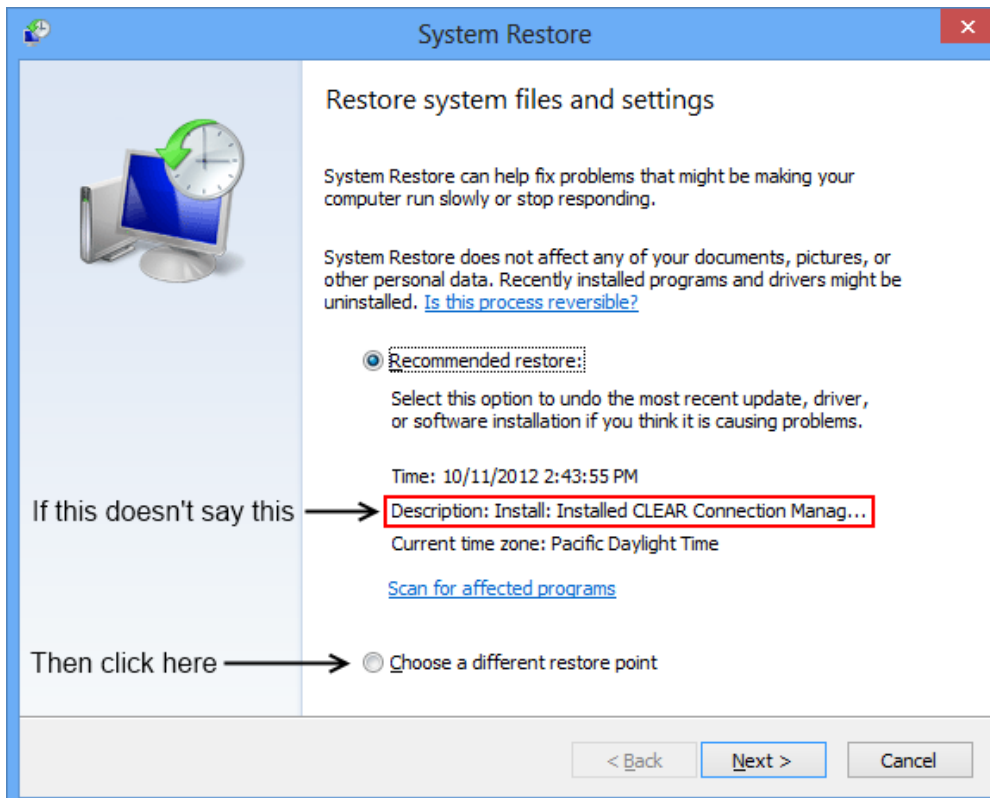 System Restore
Restore system files and settings
System Restore can help fix problems that might be making your
computer run slowly or stop responding.
System Restore does not affect any of your documents, pictures, or
other personal data. Recently installed programs and drivers might be
uninstalled. Is this process reversible?
Recommended restore:
Select this option to undo the most recent update, driver,
or software installation if you think it is causing problems.
Time: 10/11/2012 2:43:55 PM
If this doesn't say this
Description: Install: Installed CLEAR Connection Manag...
Current time zone: Pacific Daylight Time
Scan for affected programs
Then click here
Choose a different restore point
< Back
Next >
Cancel